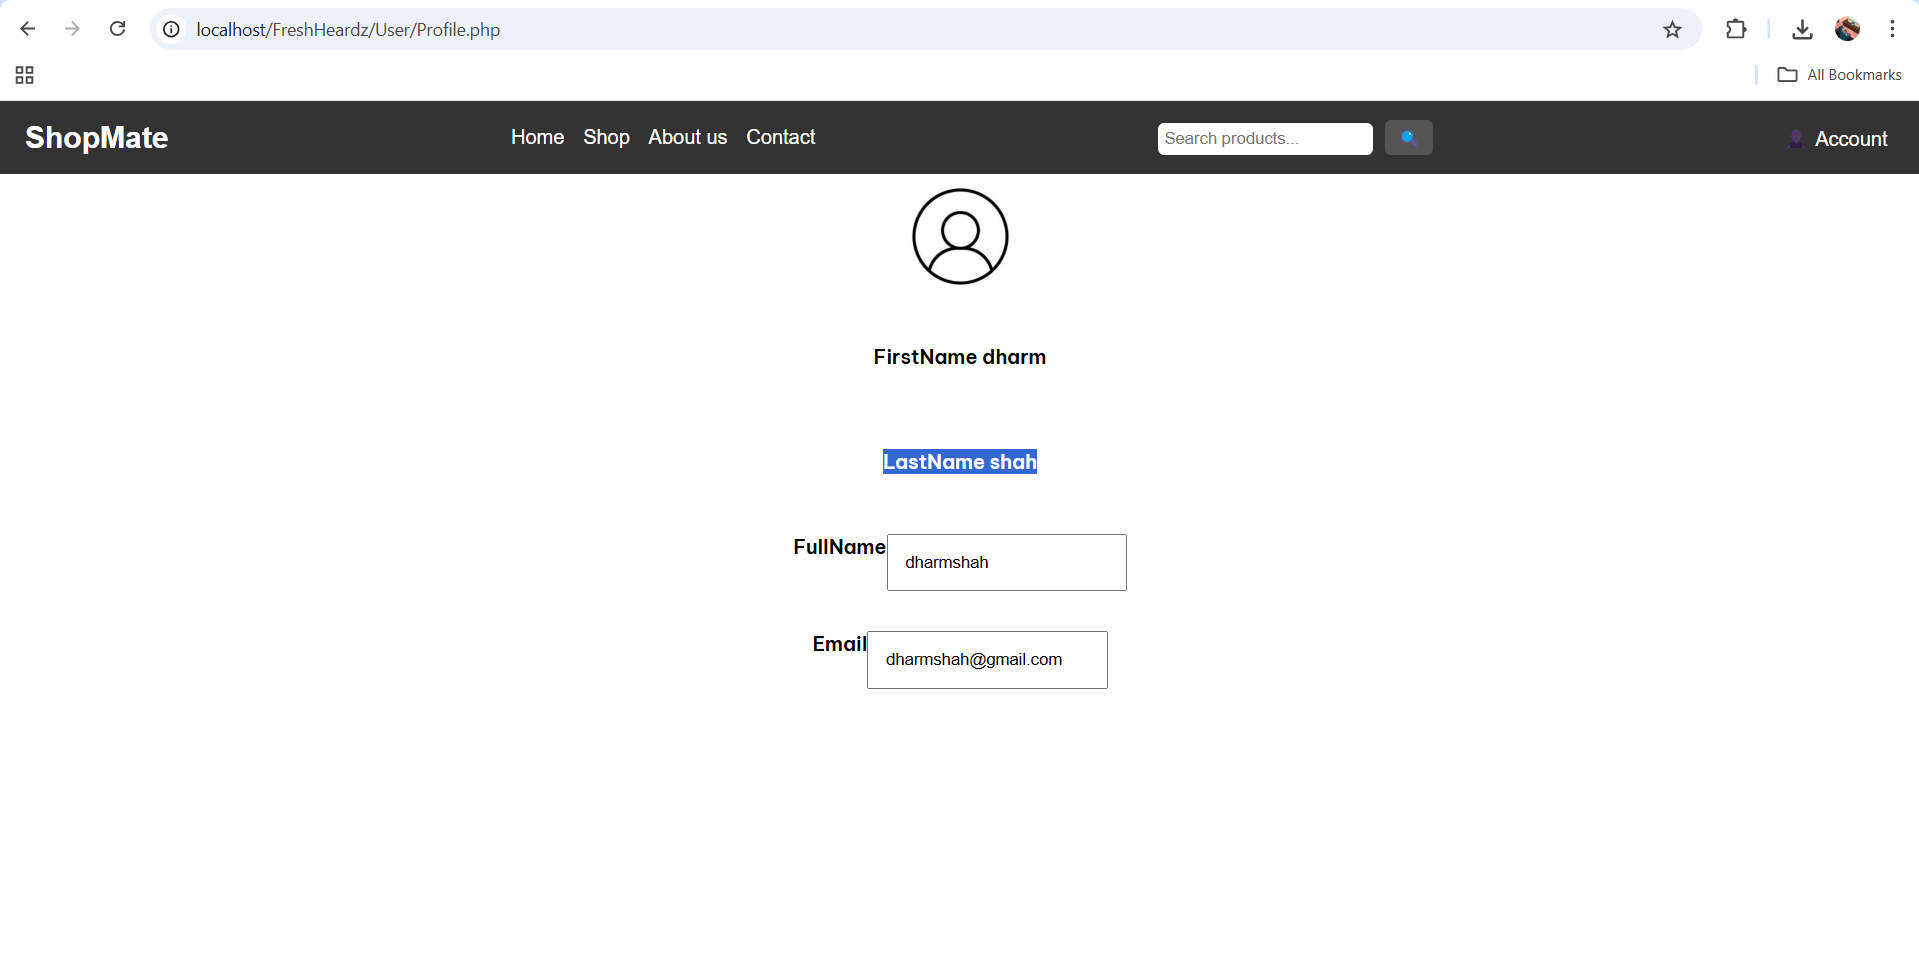 localhost/FreshHeardz/User/Profile.php
All Bookmarks
ShopMate
Home Shop About us Contact
Search products...
Account
FirstName dharm
LastName shah
FullName dharmshah
Email dharmshah@gmail.com